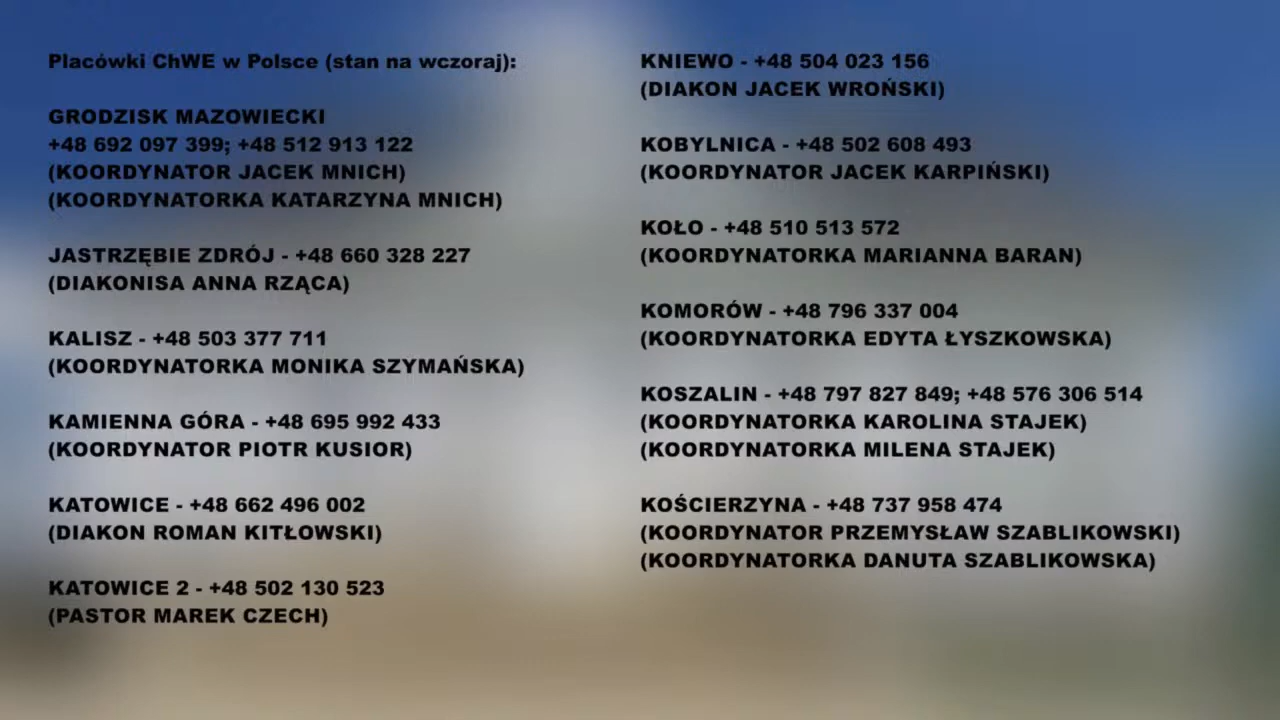 Placówki ChWE w Polsce (stan na wczoraj):
GRODZISK MAZOWIECKI
+48 692 097 399; +48 512 913 122
(KOORDYNATOR JACEK MNICH)
(KOORDYNATORKA KATARZYNA MNICH)
JASTRZĘBIE ZDRÓJ - +48 660 328 227
(DIAKONISA ANNA RZĄCA)
KALISZ - +48 503 377 711
(KOORDYNATORKA MONIKA SZYMAŃSKA)
KAMIENNA GÓRA - +48 695 992 433
(KOORDYNATOR PIOTR KUSIOR)
KATOWICE - +48 662 496 002
(DIAKON ROMAN KITŁOWSKI)
KATOWICE 2 - +48 502 130 523
(PASTOR MAREK CZECH)
KNIEWO - +48 504 023 156
(DIAKON JACEK WROŃSKI)
KOBYLNICA - +48 502 608 493
(KOORDYNATOR JACEK KARPIŃSKI)
KOŁO - +48 510 513 572
(KOORDYNATORKA MARIANNA BARAN)
KOMORÓW - +48 796 337 004
(KOORDYNATORKA EDYTA ŁYSZKOWSKA)
KOSZALIN - +48 797 827 849; +48 576 306 514
(KOORDYNATORKA KAROLINA STAJEK)
(KOORDYNATORKA MILENA STAJEK)
KOŚCIERZYNA - +48 737 958 474
(KOORDYNATOR PRZEMYSŁAW SZABLIKOWSKI)
(KOORDYNATORKA DANUTA SZABLIKOWSKA)